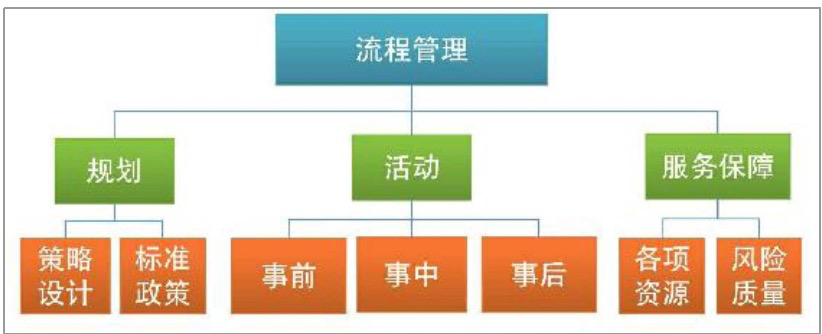 流程管理
规划
活动
服务保障
策略
设计
标准
政策
事前
事中
事后
各项
资源
风险
质量